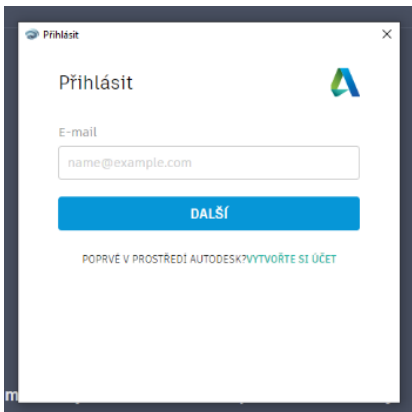 Přihlásit
Přihlásit
E-mail
name@example.com
DALŠÍ
POPRVÉ V PROSTŘEDÍ AUTODESK?VYTVOŘTE SI ÚČET